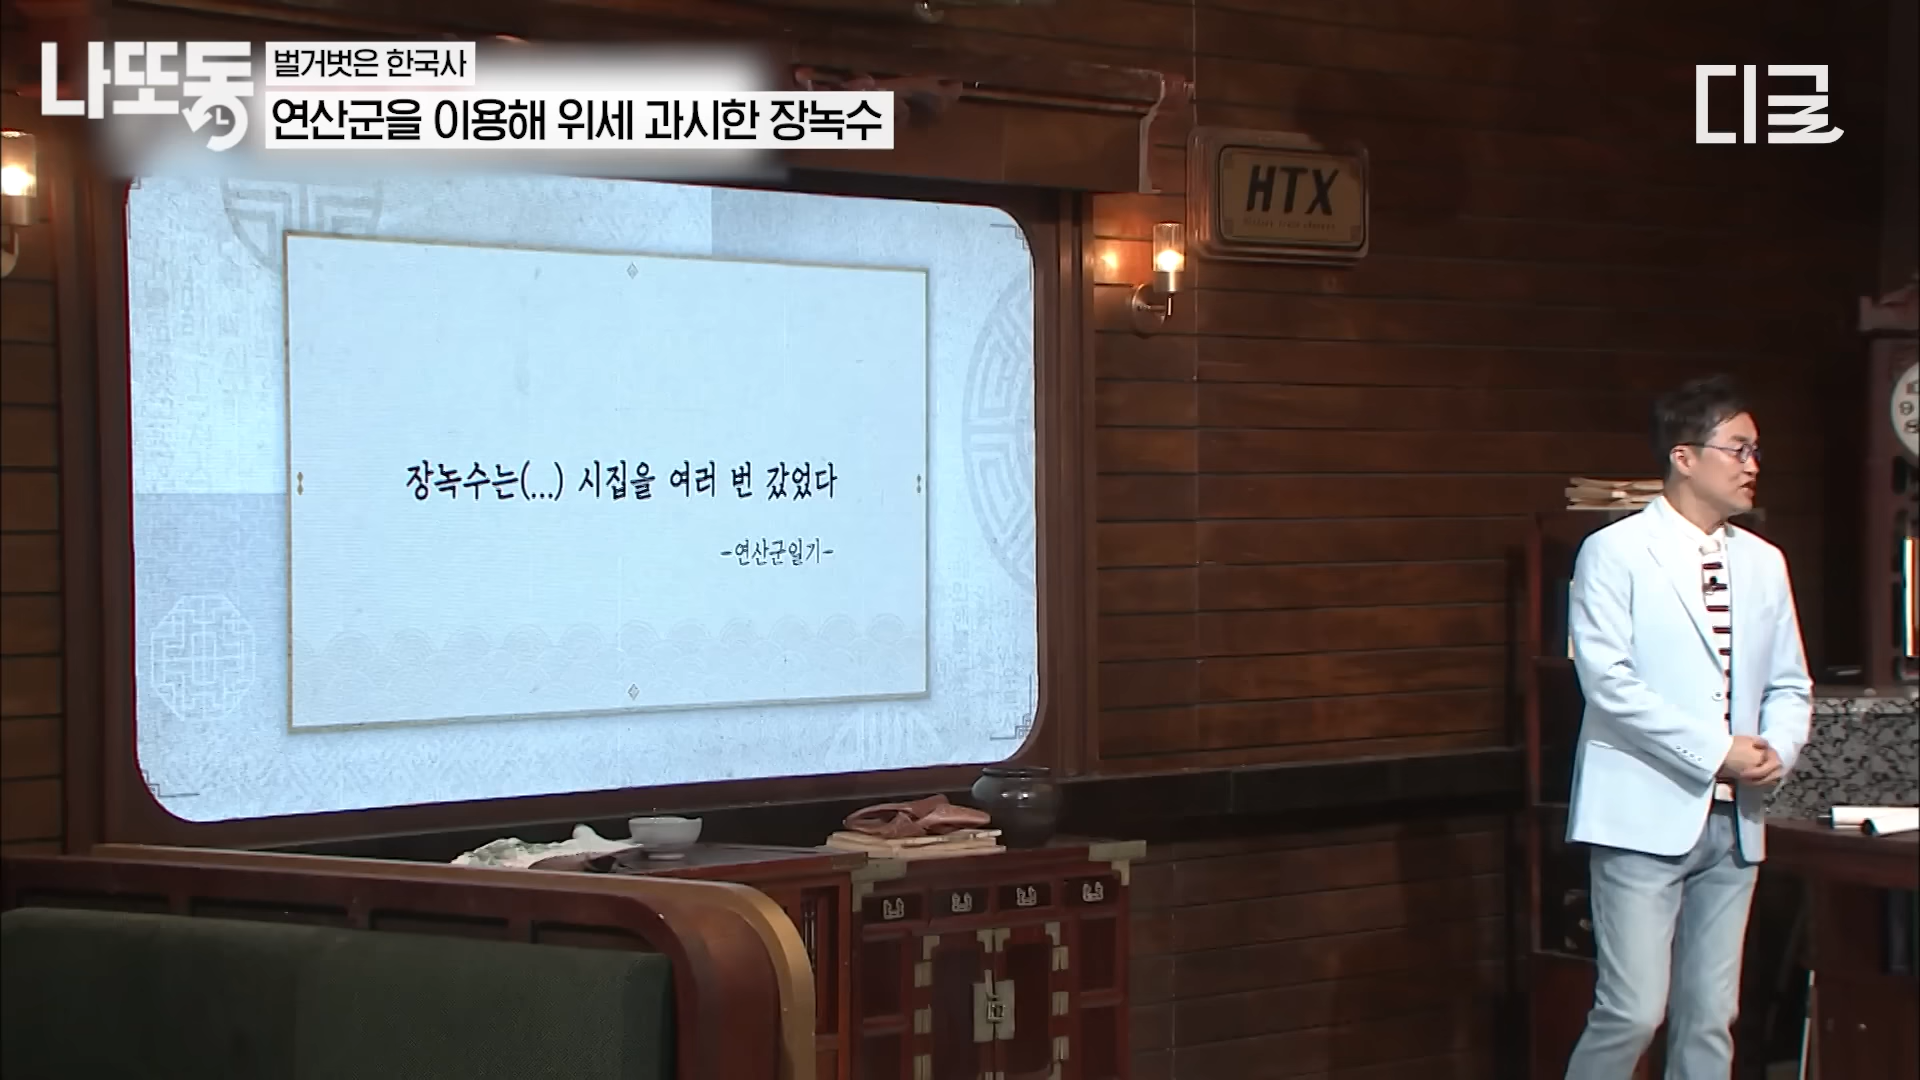 나또동
벌거벗은 한국사
연산군을 이용해 위세 과시한 장녹수
디글
HTX
장녹수는(...) 시집을 여러 번 갔었다
-연산군일기-